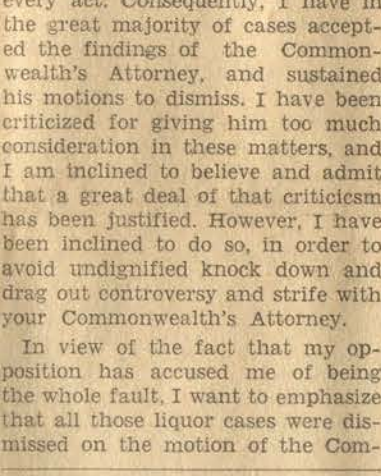 every act. Consequently, I have in
the great majority of cases accept-
ed the findings of the Common-
wealth's Attorney, and sustained
his motions to dismiss. I have been
criticized for giving him too much
consideration in these matters, and
I am inclined to believe and admit
that a great deal of that criticicsm
has been justified. However, I have
been inclined to do so, in order to
avoid undignified knock down and
drag out controversy and strife with
your Commonwealth's Attorney.
In view of the fact that my op-
position has accused me of being
the whole fault, I want to emphasize
that all those liquor cases were dis-
missed on the motion of the Com-